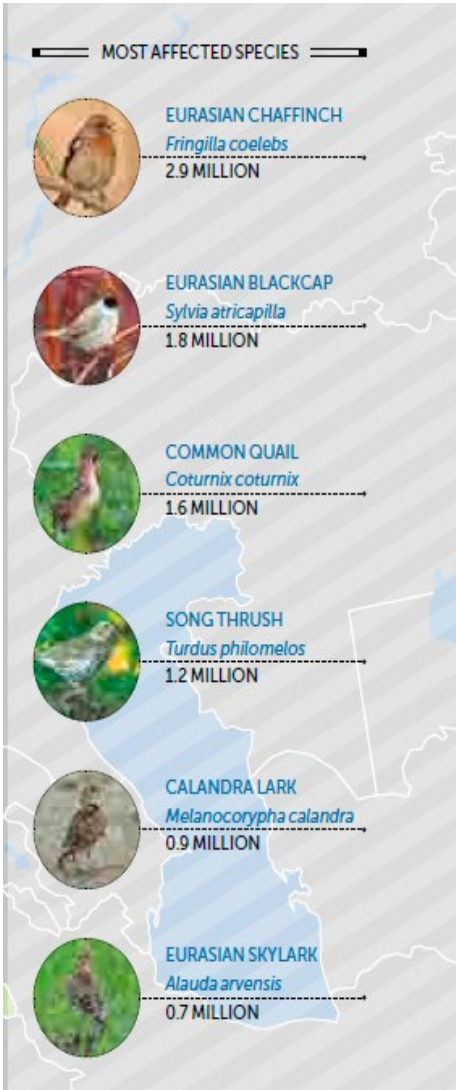 MOST AFFECTED SPECIES
EURASIAN CHAFFINCH
Fringilla coelebs
2.9 MILLION
EURASIAN BLACKCAP
Sylvia atricapilla
1.8 MILLION
COMMON QUAIL
Coturnix coturnix
1.6 MILLION
SONG THRUSH
Turdus philomelos
1.2 MILLION
CALANDRA LARK
Melanocorypha calandra
0.9 MILLION
EURASIAN SKYLARK
Alauda arvensis
0.7 MILLION